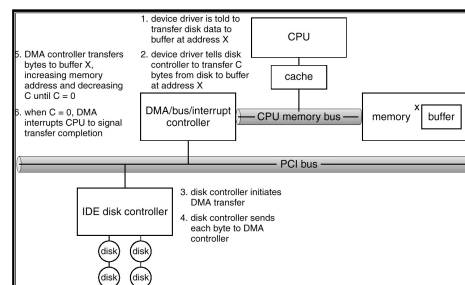 1. device driver is told to
transfer disk data to
buffer at address X
2. device driver tells disk
controller to transfer C
bytes from disk to buffer
at address X
5. DMA controller transfers
bytes to buffer X,
increasing memory
address and decreasing
C until C = 0
6. when C = 0, DMA
interrupts CPU to signal
transfer completion
CPU
cache
DMA/bus/interrupt
controller
CPU memory bus
memory
X
buffer
PCI bus
3. disk controller initiates
DMA transfer
4. disk controller sends
each byte to DMA
controller
IDE disk controller
disk
disk
disk
disk